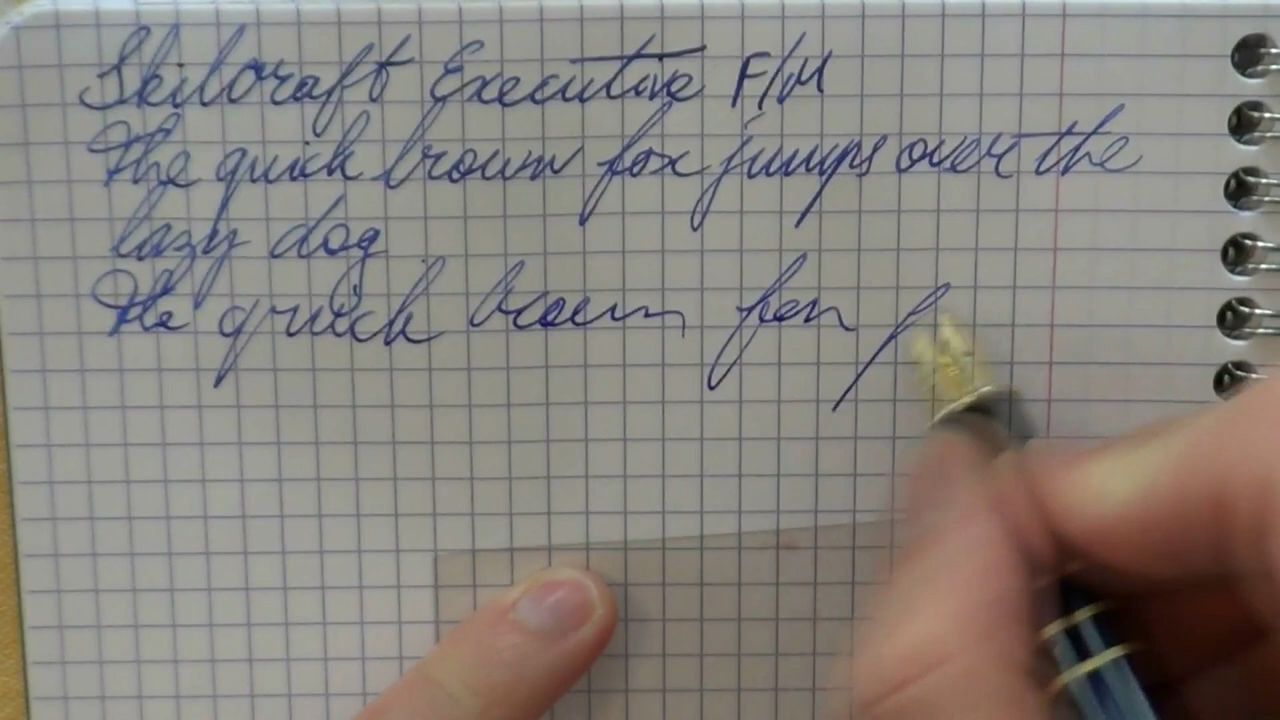 Skilcraft Executive F/M
The quick brown fox jumps over the
lazy dog
The quick brown fox